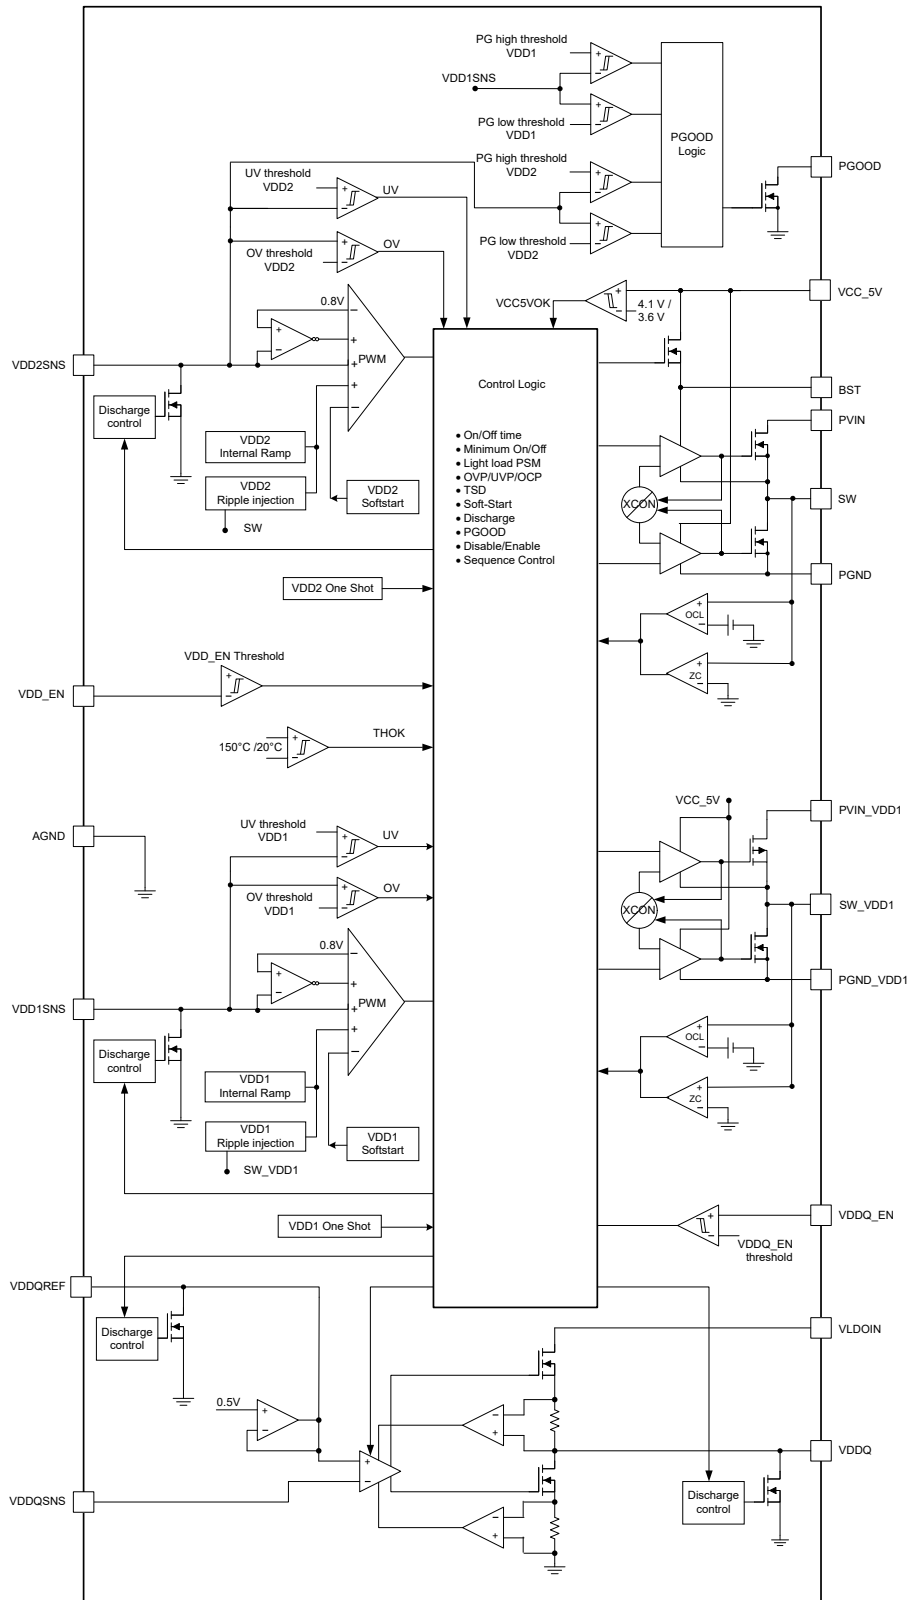 PG high threshold
VDD1
VDD1SNS
PG low threshold
VDD1
PG high threshold
VDD2
PG low threshold
VDD2
+
−
+
−
+
−
+
−
PGOOD
Logic
PGOOD
UV threshold
VDD2
+
−
UV
OV threshold
VDD2
+
−
OV
VCC5VOK
+
−
4.1 V /
3.6 V
VCC_5V
0.8V
+
−
−
+
+
+
−
PWM
VDD2SNS
Discharge
control
VDD2
Internal Ramp
VDD2
Ripple injection
SW
VDD2
Softstart
Control Logic
• On/Off time
• Minimum On/Off
• Light load PSM
• OVP/UVP/OCP
• TSD
• Soft-Start
• Discharge
• PGOOD
• Disable/Enable
• Sequence Control
BST
PVIN
XCON
SW
PGND
VDD2 One Shot
+
OCL
−
+
ZC
−
VDD_EN Threshold
+
−
VDD_EN
150°C /20°C
+
−
THOK
AGND
UV threshold
VDD1
+
−
UV
OV threshold
VDD1
+
−
OV
VCC_5V
PVIN_VDD1
XCON
SW_VDD1
PGND_VDD1
0.8V
+
−
−
+
+
+
−
PWM
VDD1SNS
Discharge
control
VDD1
Internal Ramp
VDD1
Ripple injection
SW_VDD1
VDD1
Softstart
+
OCL
−
+
ZC
−
VDD1 One Shot
+
−
VDDQ_EN
VDDQ_EN
threshold
VDDQREF
Discharge
control
VLDOIN
0.5V
+
−
−
+
VDDQ
+
−
VDDQSNS
−
+
Discharge
control